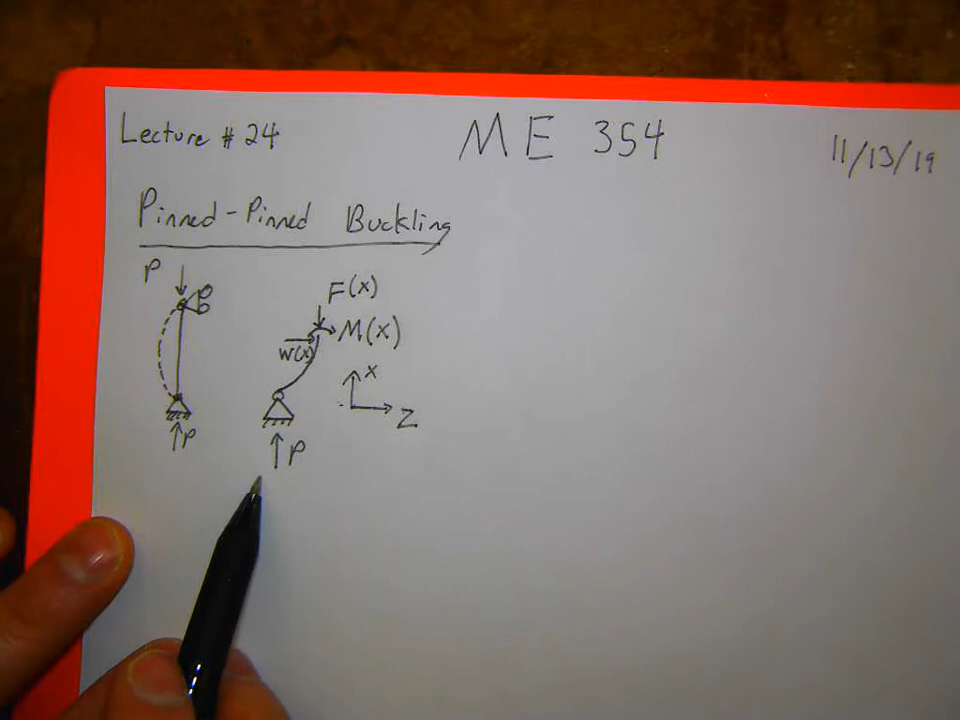 Lecture # 24
ME 354
11/13/19
Pinned-Pinned Buckling
P
F(x)
M(x)
W(x)
x
Z
P
P